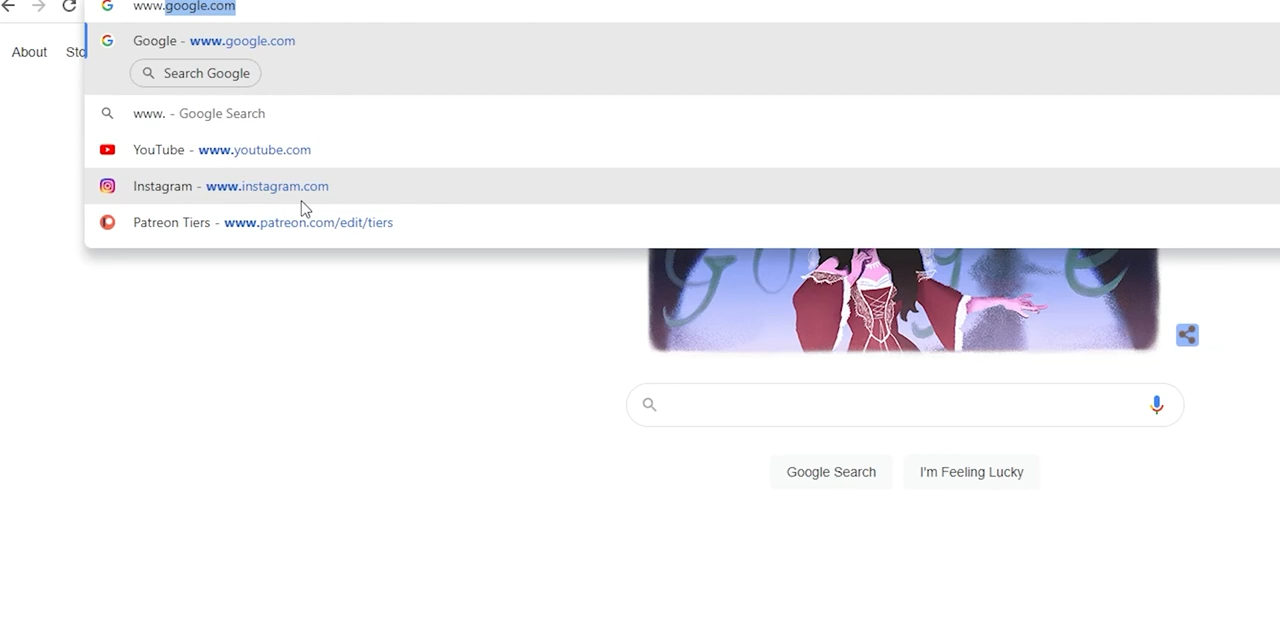 www.google.com
About
Sto
Google - www.google.com
Search Google
www. - Google Search
YouTube - www.youtube.com
Instagram - www.instagram.com
Patreon Tiers - www.patreon.com/edit/tiers
Google Search
I'm Feeling Lucky